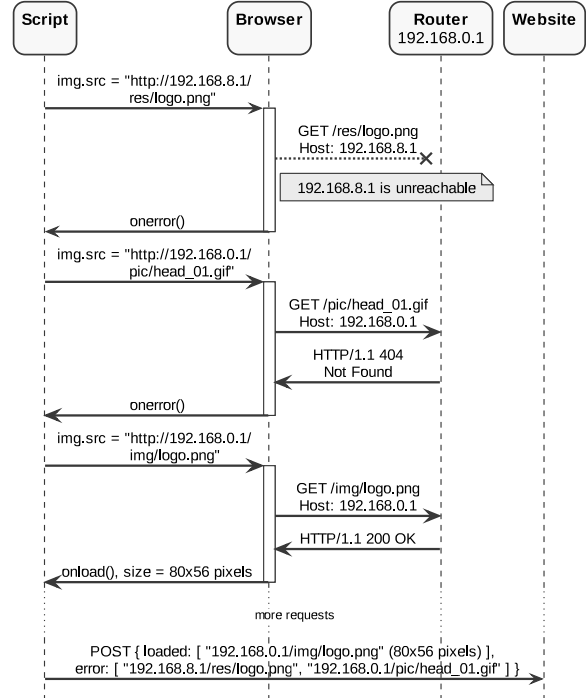 Script
Browser
Router
192.168.0.1
Website
img.src = "http://192.168.8.1/
res/logo.png"
GET /res/logo.png
Host: 192.168.8.1
192.168.8.1 is unreachable
onerror()
img.src = "http://192.168.0.1/
pic/head_01.gif"
GET /pic/head_01.gif
Host: 192.168.0.1
HTTP/1.1 404
Not Found
onerror()
img.src = "http://192.168.0.1/
img/logo.png"
GET /img/logo.png
Host: 192.168.0.1
HTTP/1.1 200 OK
onload(), size = 80x56 pixels
more requests
POST { loaded: [ "192.168.0.1/img/logo.png" (80x56 pixels) ],
error: [ "192.168.8.1/res/logo.png", "192.168.0.1/pic/head_01.gif" ] }